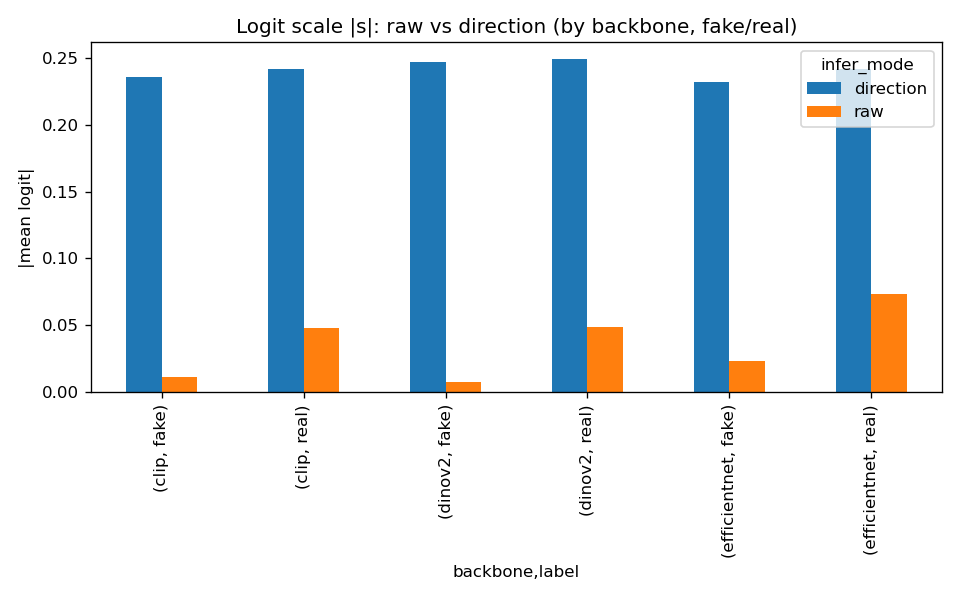 Logit scale |s|: raw vs direction (by backbone, fake/real)
infer_mode
direction
raw
|mean logit|
0.25
0.20
0.15
0.10
0.05
0.00
(clip, fake)
(clip, real)
(dinov2, fake)
(dinov2, real)
(efficientnet, fake)
(efficientnet, real)
backbone,label